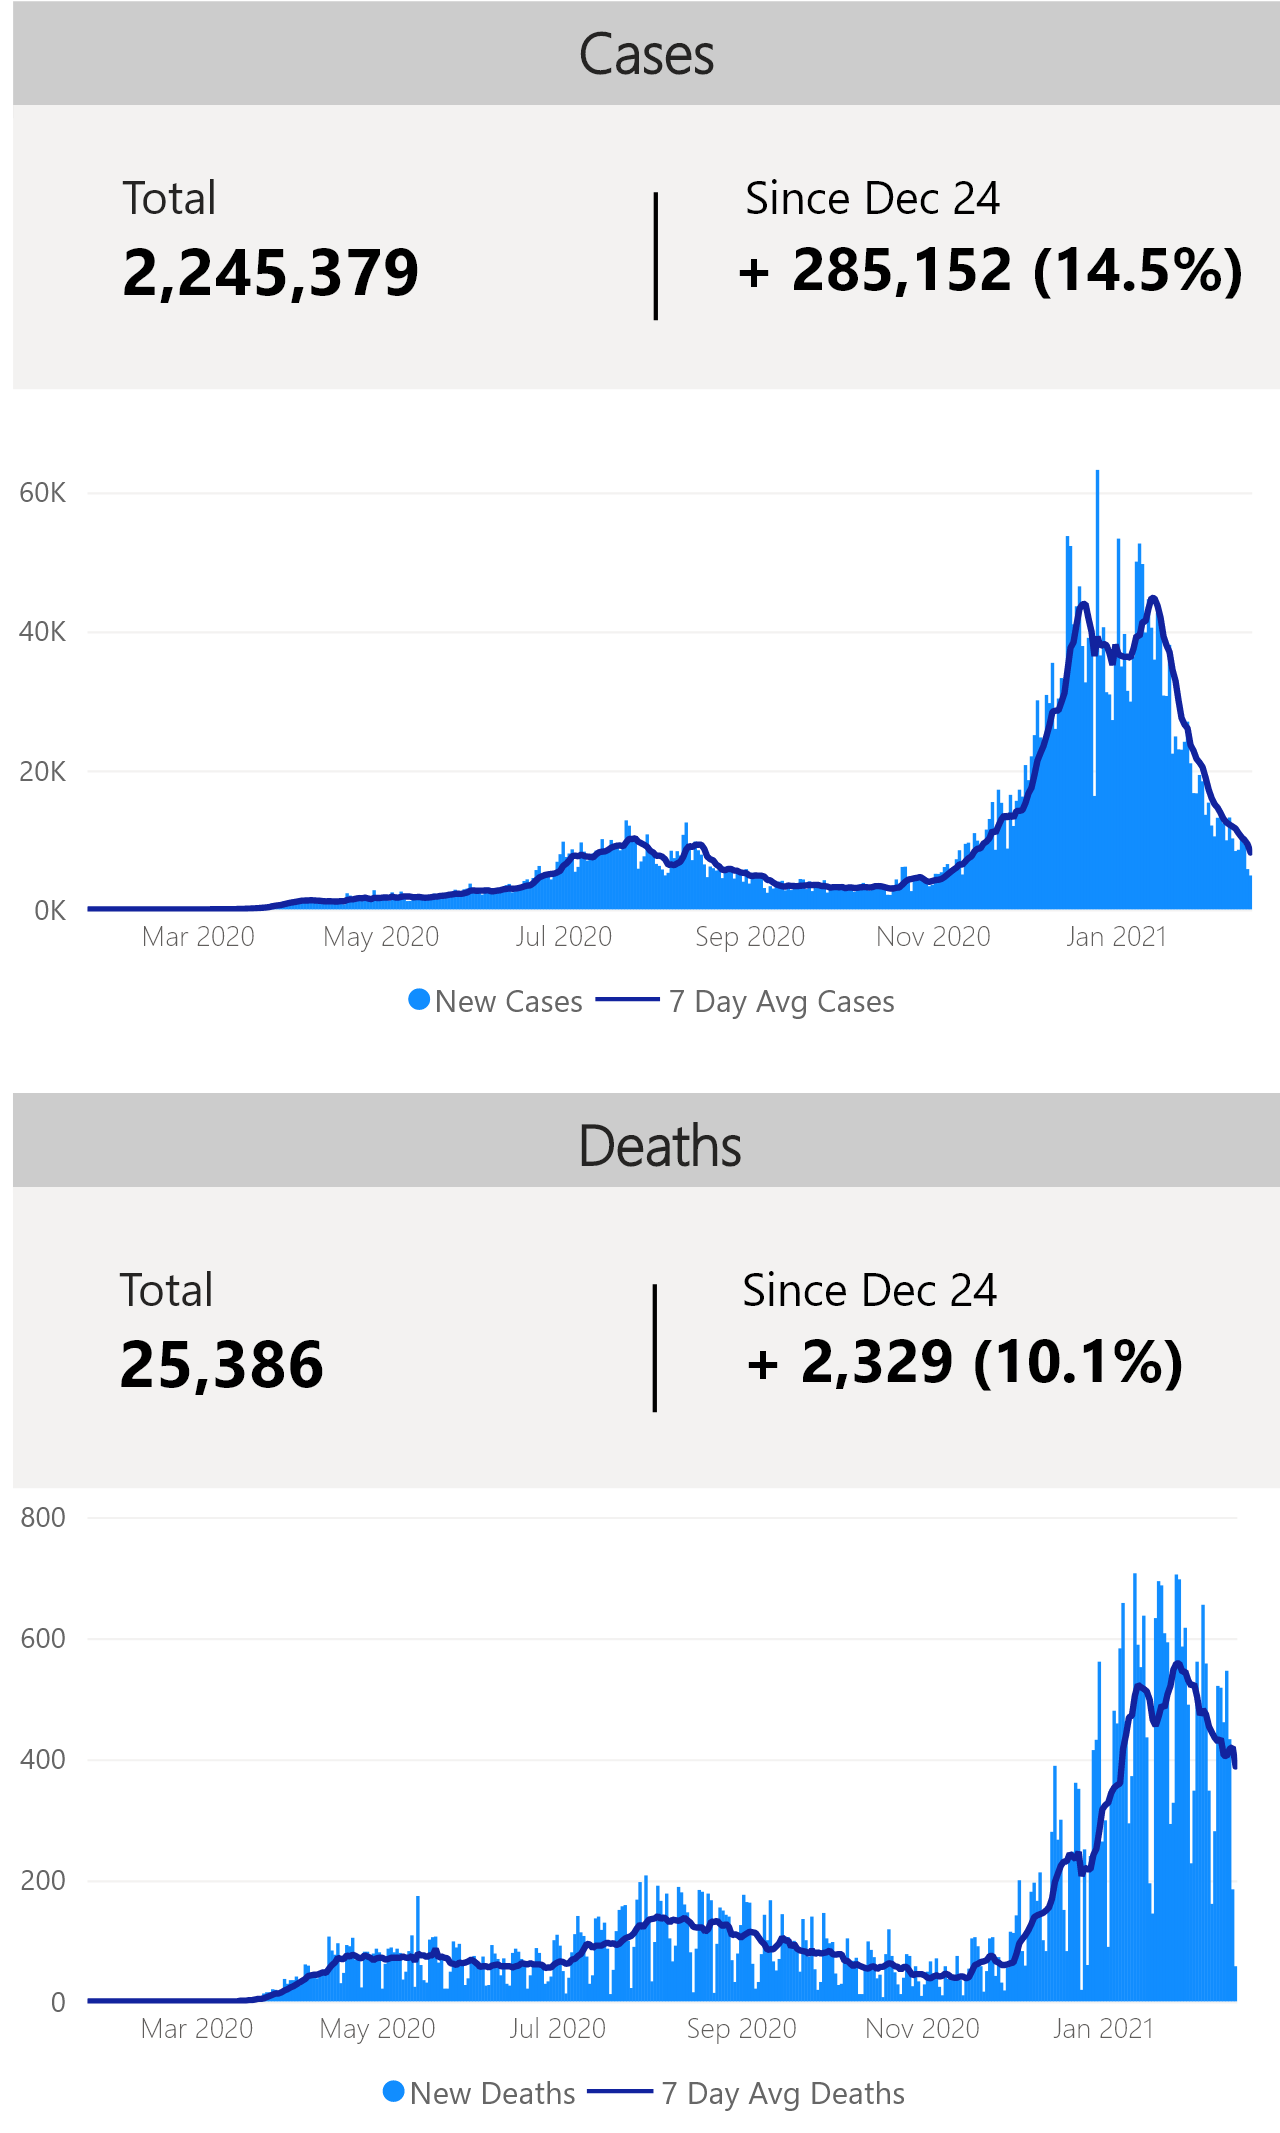 Cases
Total
2,245,379
Since Dec 24
+ 285,152 (14.5%)
60K
40K
20K
0K
Mar 2020 May 2020 Jul 2020 Sep 2020 Nov 2020 Jan 2021
New Cases 7 Day Avg Cases
Deaths
Total
25,386
Since Dec 24
+ 2,329 (10.1%)
800
600
400
200
0
Mar 2020 May 2020 Jul 2020 Sep 2020 Nov 2020 Jan 2021
New Deaths 7 Day Avg Deaths